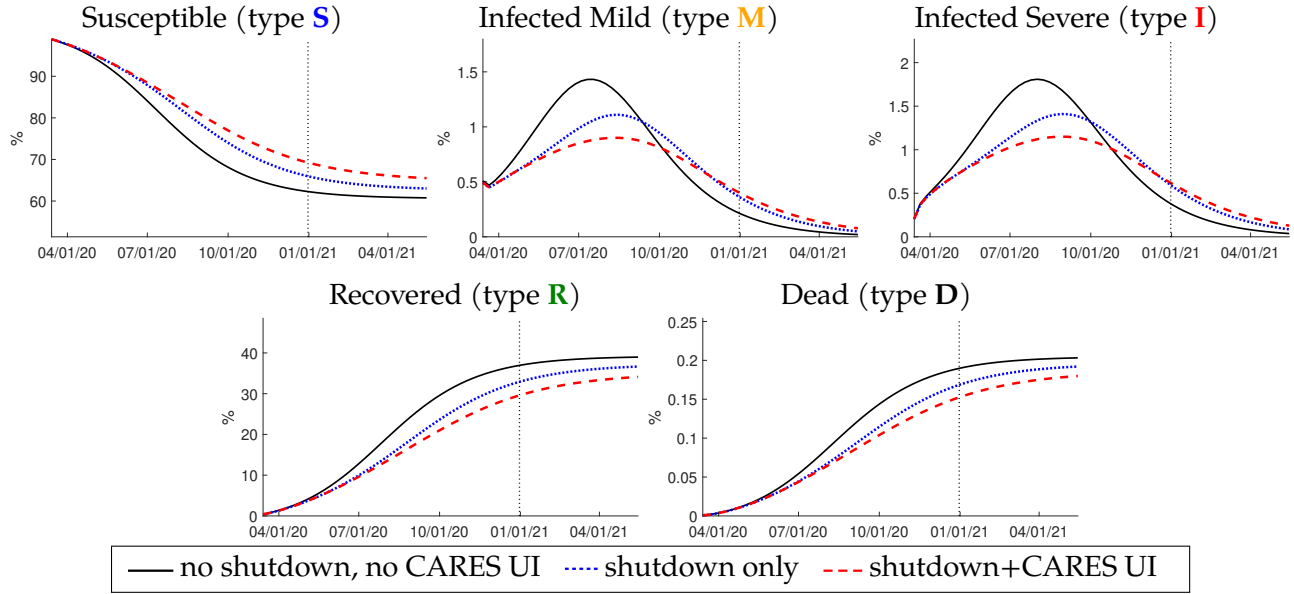 Susceptible (type S)
Infected Mild (type M)
Infected Severe (type I)
%
90
80
70
60
04/01/20 07/01/20 10/01/20 01/01/21 04/01/21
%
1.5
1
0.5
0
04/01/20 07/01/20 10/01/20 01/01/21 04/01/21
%
2
1.5
1
0.5
0
04/01/20 07/01/20 10/01/20 01/01/21 04/01/21
Recovered (type R)
Dead (type D)
%
40
30
20
10
0
04/01/20 07/01/20 10/01/20 01/01/21 04/01/21
%
0.25
0.2
0.15
0.1
0.05
0
04/01/20 07/01/20 10/01/20 01/01/21 04/01/21
no shutdown, no CARES UI shutdown only shutdown+CARES UI